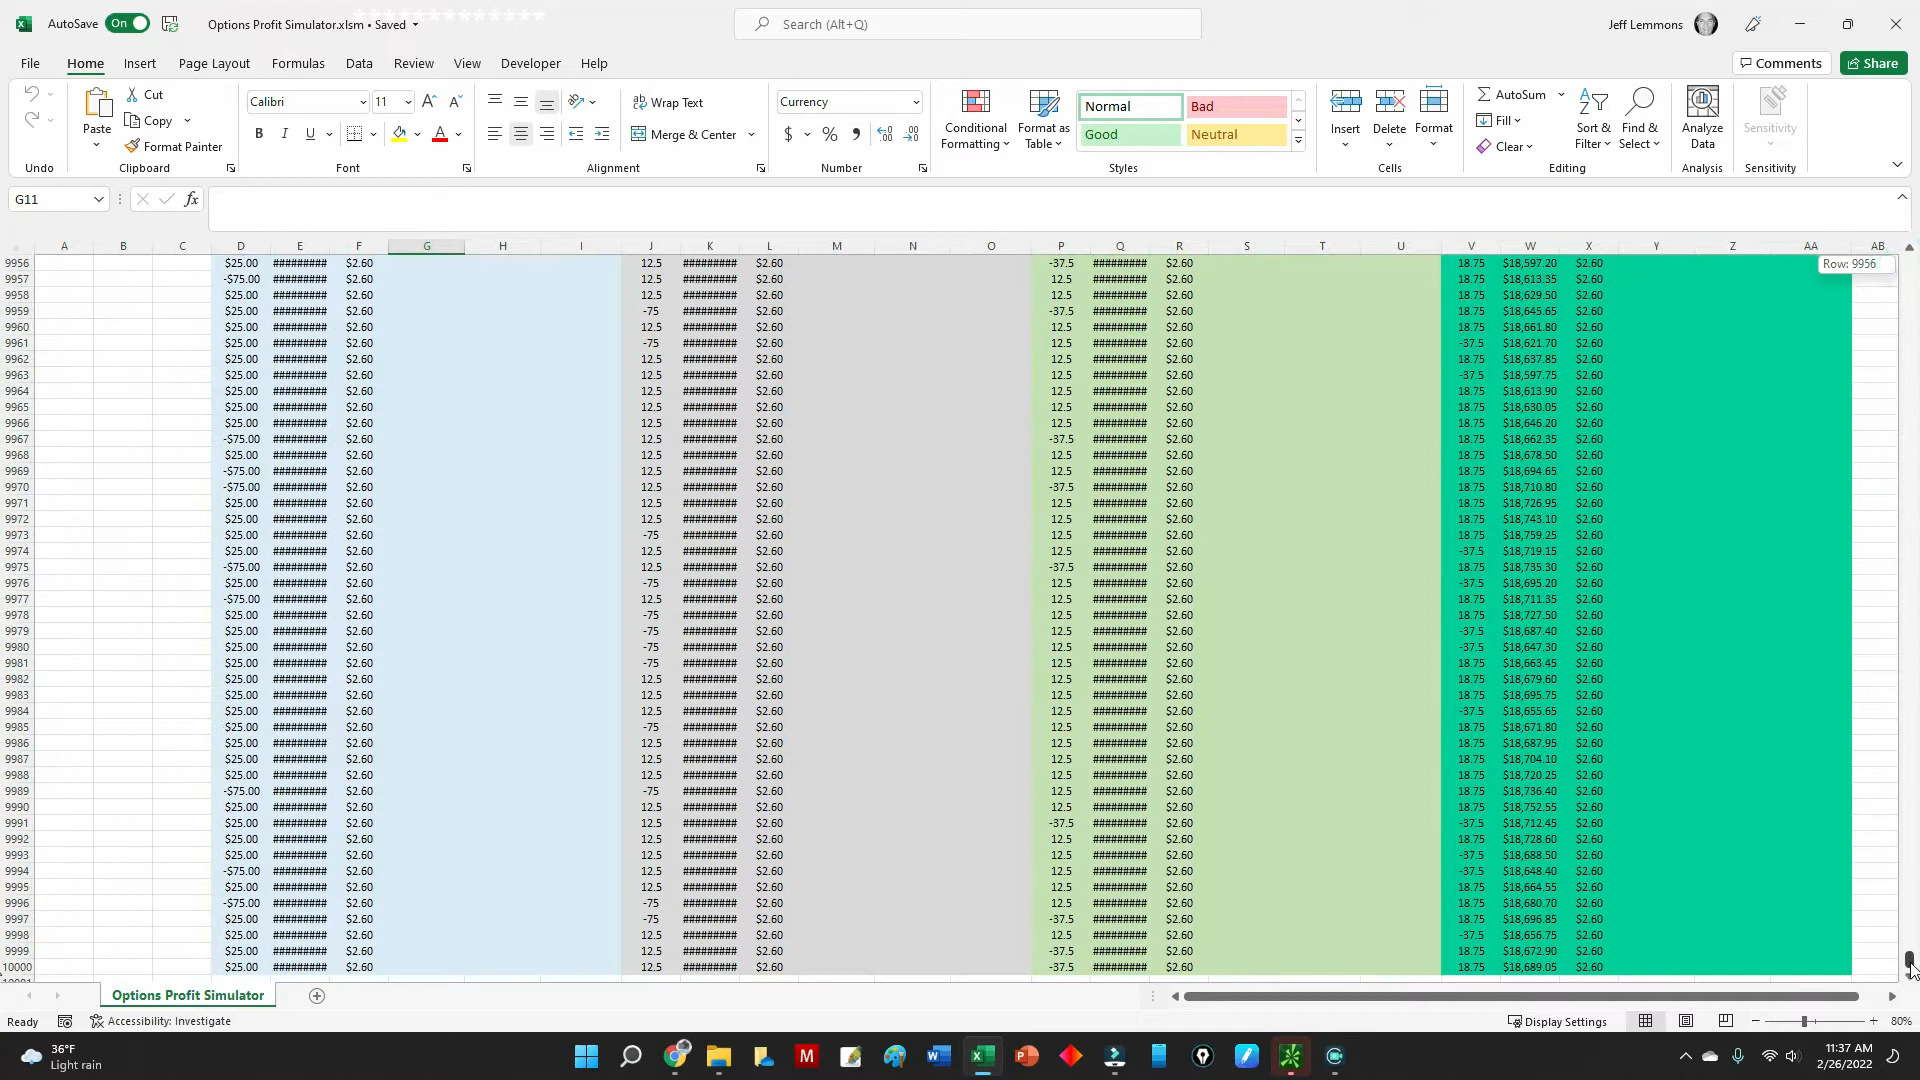 AutoSave On Options Profit Simulator.xlsm • Saved Search (Alt+Q) Jeff Lemmons
File Home Insert Page Layout Formulas Data Review View Developer Help Comments Share
Cut Calibri 11 Wrap Text Currency Normal Bad AutoSum
Paste Copy B I U Merge & Center $ % Conditional Formatting Format as Table Good Neutral Insert Delete Format Fill Sort & Filter Find & Select Analyze Data Sensitivity
Format Painter Clear
Undo Clipboard Font Alignment Number Styles Cells Editing Analysis Sensitivity
G11 fx
A B C D E F G H I J K L M N O P Q R S T U V W X Y Z AA AB
9956 $25.00 ######### $2.60 12.5 ######### $2.60 -37.5 ######### $2.60 18.75 $18,597.20 $2.60 Row: 9956
9957 -$75.00 ######### $2.60 12.5 ######### $2.60 12.5 ######### $2.60 18.75 $18,613.35 $2.60
9958 $25.00 ######### $2.60 12.5 ######### $2.60 12.5 ######### $2.60 18.75 $18,629.50 $2.60
9959 $25.00 ######### $2.60 -75 ######### $2.60 -37.5 ######### $2.60 18.75 $18,645.65 $2.60
9960 $25.00 ######### $2.60 12.5 ######### $2.60 12.5 ######### $2.60 18.75 $18,661.80 $2.60
9961 $25.00 ######### $2.60 -75 ######### $2.60 12.5 ######### $2.60 -37.5 $18,621.70 $2.60
9962 $25.00 ######### $2.60 12.5 ######### $2.60 12.5 ######### $2.60 18.75 $18,637.85 $2.60
9963 $25.00 ######### $2.60 12.5 ######### $2.60 12.5 ######### $2.60 -37.5 $18,597.75 $2.60
9964 $25.00 ######### $2.60 12.5 ######### $2.60 12.5 ######### $2.60 18.75 $18,613.90 $2.60
9965 $25.00 ######### $2.60 12.5 ######### $2.60 12.5 ######### $2.60 18.75 $18,630.05 $2.60
9966 $25.00 ######### $2.60 12.5 ######### $2.60 12.5 ######### $2.60 18.75 $18,646.20 $2.60
9967 -$75.00 ######### $2.60 12.5 ######### $2.60 -37.5 ######### $2.60 18.75 $18,662.35 $2.60
9968 $25.00 ######### $2.60 12.5 ######### $2.60 12.5 ######### $2.60 18.75 $18,678.50 $2.60
9969 -$75.00 ######### $2.60 12.5 ######### $2.60 12.5 ######### $2.60 18.75 $18,694.65 $2.60
9970 -$75.00 ######### $2.60 12.5 ######### $2.60 -37.5 ######### $2.60 18.75 $18,710.80 $2.60
9971 $25.00 ######### $2.60 12.5 ######### $2.60 12.5 ######### $2.60 18.75 $18,726.95 $2.60
9972 $25.00 ######### $2.60 12.5 ######### $2.60 12.5 ######### $2.60 18.75 $18,743.10 $2.60
9973 $25.00 ######### $2.60 -75 ######### $2.60 12.5 ######### $2.60 18.75 $18,759.25 $2.60
9974 $25.00 ######### $2.60 12.5 ######### $2.60 12.5 ######### $2.60 -37.5 $18,719.15 $2.60
9975 -$75.00 ######### $2.60 12.5 ######### $2.60 -37.5 ######### $2.60 18.75 $18,735.30 $2.60
9976 $25.00 ######### $2.60 -75 ######### $2.60 12.5 ######### $2.60 -37.5 $18,695.20 $2.60
9977 -$75.00 ######### $2.60 12.5 ######### $2.60 12.5 ######### $2.60 18.75 $18,711.35 $2.60
9978 $25.00 ######### $2.60 -75 ######### $2.60 12.5 ######### $2.60 18.75 $18,727.50 $2.60
9979 $25.00 ######### $2.60 -75 ######### $2.60 12.5 ######### $2.60 -37.5 $18,687.40 $2.60
9980 $25.00 ######### $2.60 -75 ######### $2.60 12.5 ######### $2.60 -37.5 $18,647.30 $2.60
9981 $25.00 ######### $2.60 -75 ######### $2.60 12.5 ######### $2.60 18.75 $18,663.45 $2.60
9982 $25.00 ######### $2.60 12.5 ######### $2.60 12.5 ######### $2.60 18.75 $18,679.60 $2.60
9983 $25.00 ######### $2.60 12.5 ######### $2.60 12.5 ######### $2.60 18.75 $18,695.75 $2.60
9984 $25.00 ######### $2.60 12.5 ######### $2.60 12.5 ######### $2.60 -37.5 $18,655.65 $2.60
9985 $25.00 ######### $2.60 -75 ######### $2.60 12.5 ######### $2.60 18.75 $18,671.80 $2.60
9986 $25.00 ######### $2.60 12.5 ######### $2.60 12.5 ######### $2.60 18.75 $18,687.95 $2.60
9987 $25.00 ######### $2.60 12.5 ######### $2.60 12.5 ######### $2.60 18.75 $18,704.10 $2.60
9988 $25.00 ######### $2.60 12.5 ######### $2.60 12.5 ######### $2.60 18.75 $18,720.25 $2.60
9989 -$75.00 ######### $2.60 -75 ######### $2.60 12.5 ######### $2.60 18.75 $18,736.40 $2.60
9990 $25.00 ######### $2.60 12.5 ######### $2.60 12.5 ######### $2.60 18.75 $18,752.55 $2.60
9991 $25.00 ######### $2.60 12.5 ######### $2.60 -37.5 ######### $2.60 -37.5 $18,712.45 $2.60
9992 $25.00 ######### $2.60 12.5 ######### $2.60 12.5 ######### $2.60 18.75 $18,728.60 $2.60
9993 $25.00 ######### $2.60 12.5 ######### $2.60 12.5 ######### $2.60 -37.5 $18,688.50 $2.60
9994 -$75.00 ######### $2.60 12.5 ######### $2.60 12.5 ######### $2.60 -37.5 $18,648.40 $2.60
9995 $25.00 ######### $2.60 12.5 ######### $2.60 12.5 ######### $2.60 18.75 $18,664.55 $2.60
9996 -$75.00 ######### $2.60 -75 ######### $2.60 12.5 ######### $2.60 18.75 $18,680.70 $2.60
9997 $25.00 ######### $2.60 -75 ######### $2.60 -37.5 ######### $2.60 18.75 $18,696.85 $2.60
9998 $25.00 ######### $2.60 12.5 ######### $2.60 12.5 ######### $2.60 -37.5 $18,656.75 $2.60
9999 $25.00 ######### $2.60 12.5 ######### $2.60 -37.5 ######### $2.60 18.75 $18,672.90 $2.60
10000 $25.00 ######### $2.60 12.5 ######### $2.60 -37.5 ######### $2.60 18.75 $18,689.05 $2.60
Options Profit Simulator
Ready Accessibility: Investigate Display Settings 80%
36°F 11:37 AM
Light rain 2/26/2022